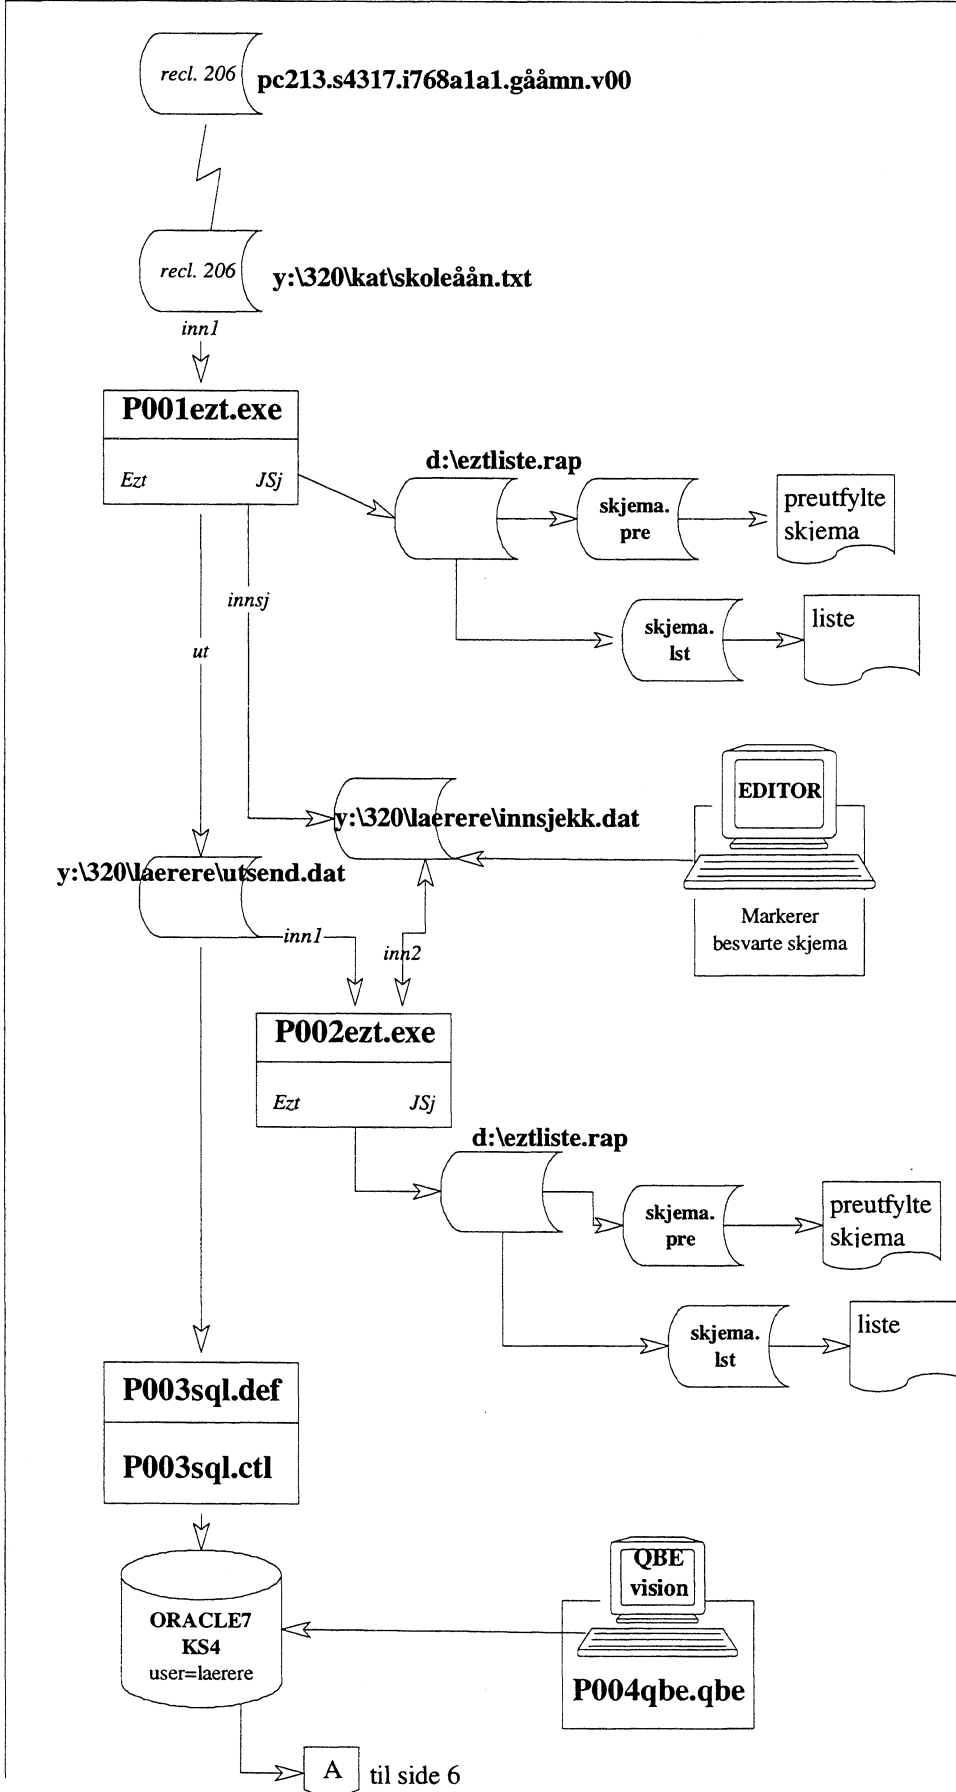 recl. 206
pc213.s4317.i768a1a1.gååmn.v00
recl. 206
y:\320\kat\skoleåån.txt
inn1
P001ezt.exe
Ezt JSj
d:\eztliste.rap
skjema.
pre
preutfylte
skjema
innsj
ut
skjema.
lst
liste
EDITOR
y:\320\laerere\innsjekk.dat
y:\320\laerere\utsend.dat
Markerer
besvarte skjema
inn1
inn2
P002ezt.exe
Ezt JSj
d:\eztliste.rap
skjema.
pre
preutfylte
skjema
skjema.
lst
liste
P003sql.def
P003sql.ctl
QBE
vision
ORACLE7
KS4
user=laerere
P004qbe.qbe
A til side 6